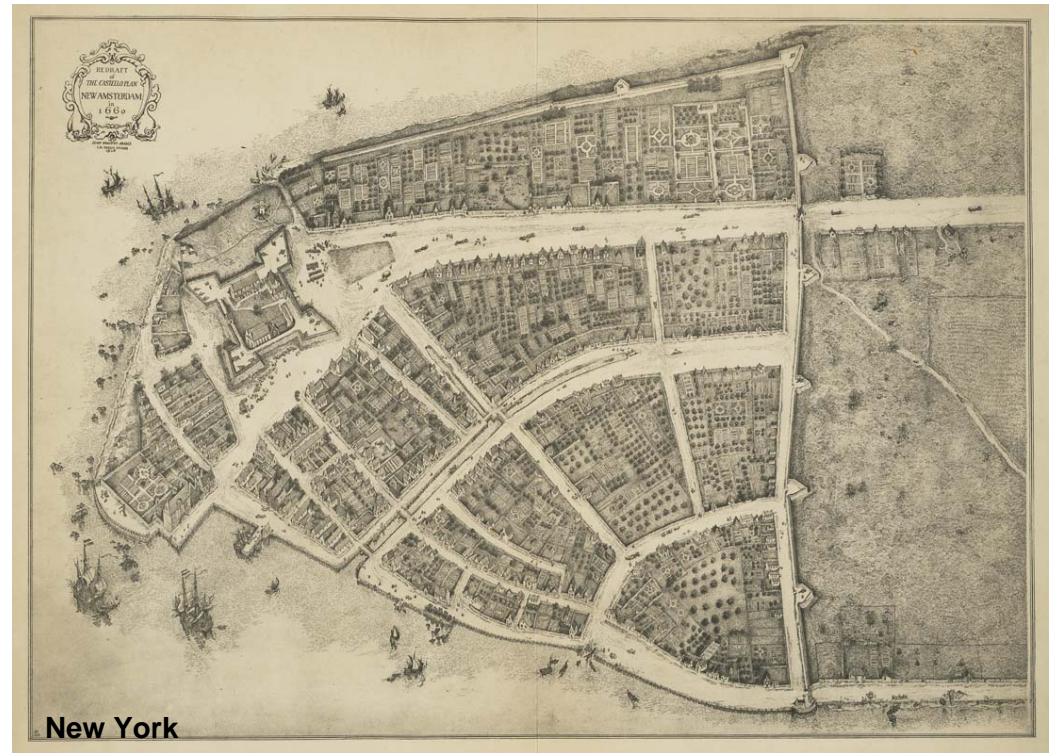 REDRAFT
of
THE CASTELLO PLAN
NEW AMSTERDAM
in
1660
New York